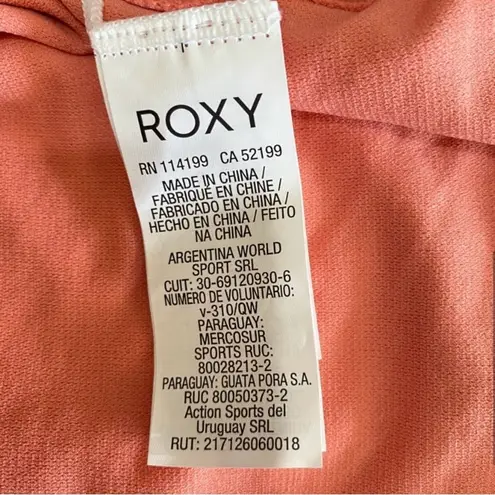 ROXY
RN 114199 CA 52199
MADE IN CHINA /
FABRIQUÉ EN CHINE /
FABRICADO EN CHINA /
HECHO EN CHINA / FEITO
NA CHINA
ARGENTINA WORLD
SPORT SRL
CUIT: 30-69120930-6
NUMERO DE VOLUNTARIO:
v-310/QW
PARAGUAY:
MERCOSUR
SPORTS RUC:
80028213-2
PARAGUAY: GUATA PORA S.A.
RUC 80050373-2
Action Sports del
Uruguay SRL
RUT: 217126060018